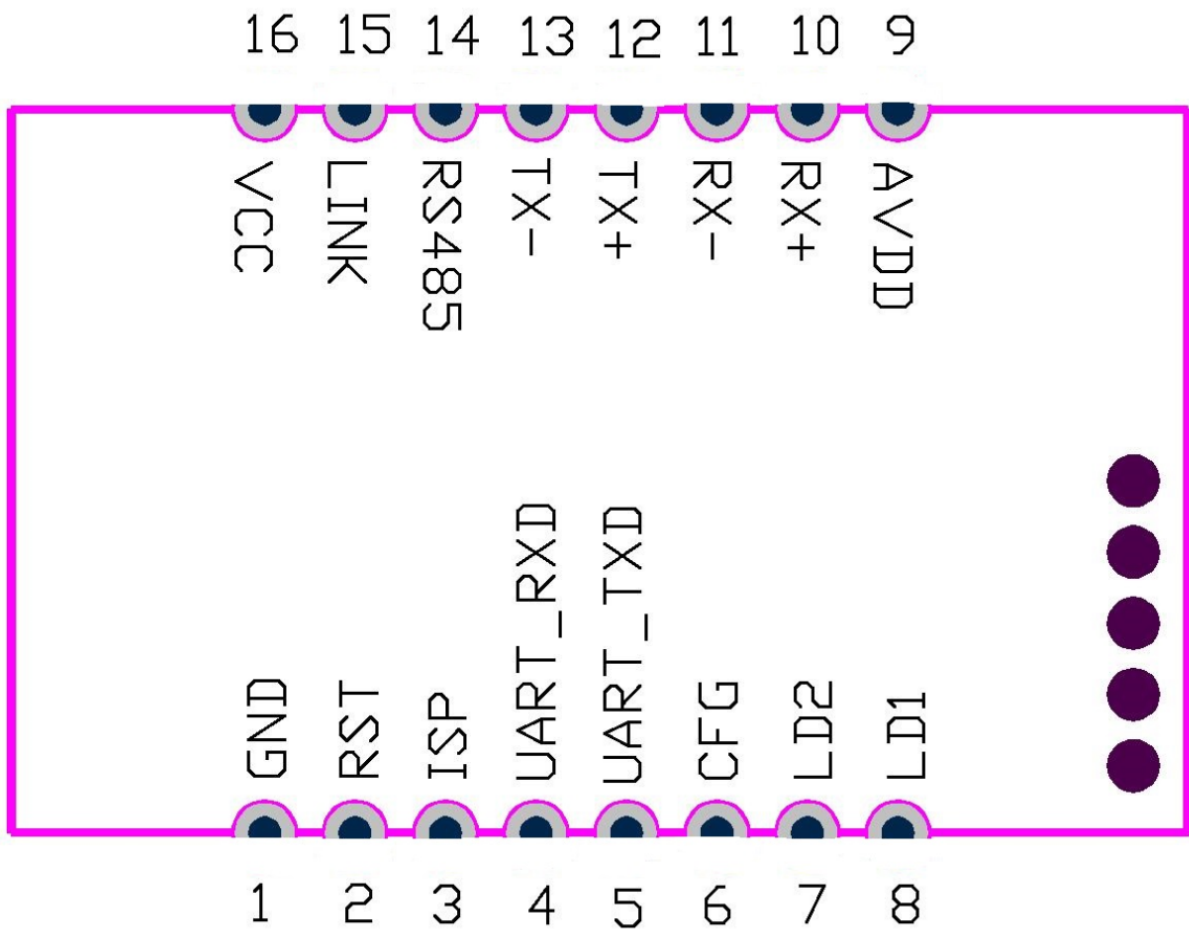 16 15 14 13 12 11 10 9
VCC
LINK
RS485
TX-
TX+
RX-
RX+
AVDD
GND
RST
ISP
UART_RXD
UART_TXD
CFG
LD2
LD1
1 2 3 4 5 6 7 8